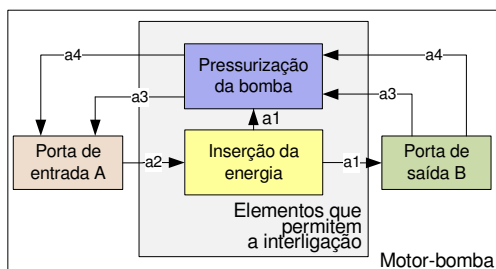 a4
a4
Pressurização
da bomba
a3
a3
a1
Porta de
entrada A
a2
Inserção da
energia
a1
Porta de
saída B
Elementos que
permitem
a interligação
Motor-bomba